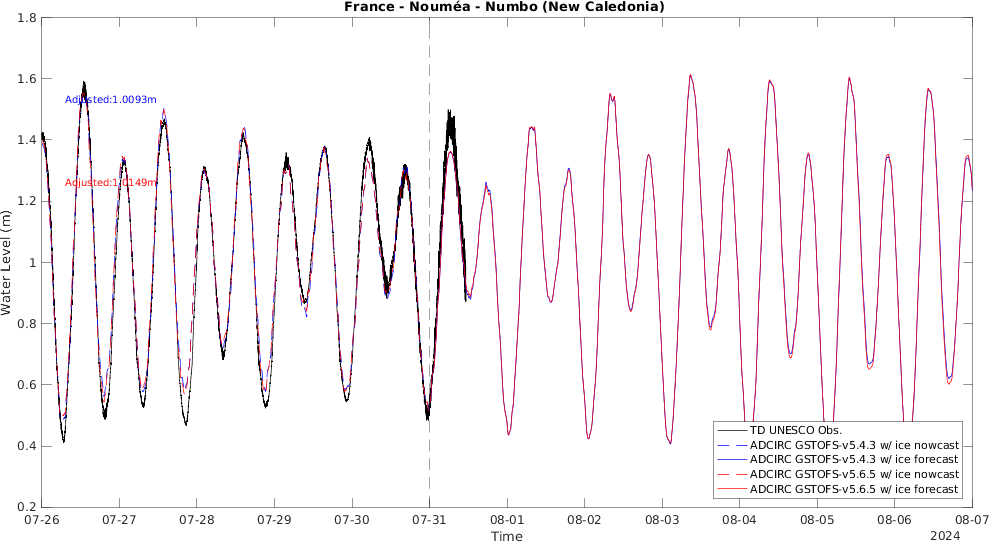 France - Nouméa - Numbo (New Caledonia)
1.8
1.6
1.4
1.2
1
0.8
0.6
0.4
0.2
Water Level (m)
Adjusted:1.0093m
Adjusted:1.0149m
TD UNESCO Obs.
ADCIRC GSTOFS-v5.4.3 w/ ice nowcast
ADCIRC GSTOFS-v5.4.3 w/ ice forecast
ADCIRC GSTOFS-v5.6.5 w/ ice nowcast
ADCIRC GSTOFS-v5.6.5 w/ ice forecast
07-26 07-27 07-28 07-29 07-30 07-31 08-01 08-02 08-03 08-04 08-05 08-06 08-07
Time
2024